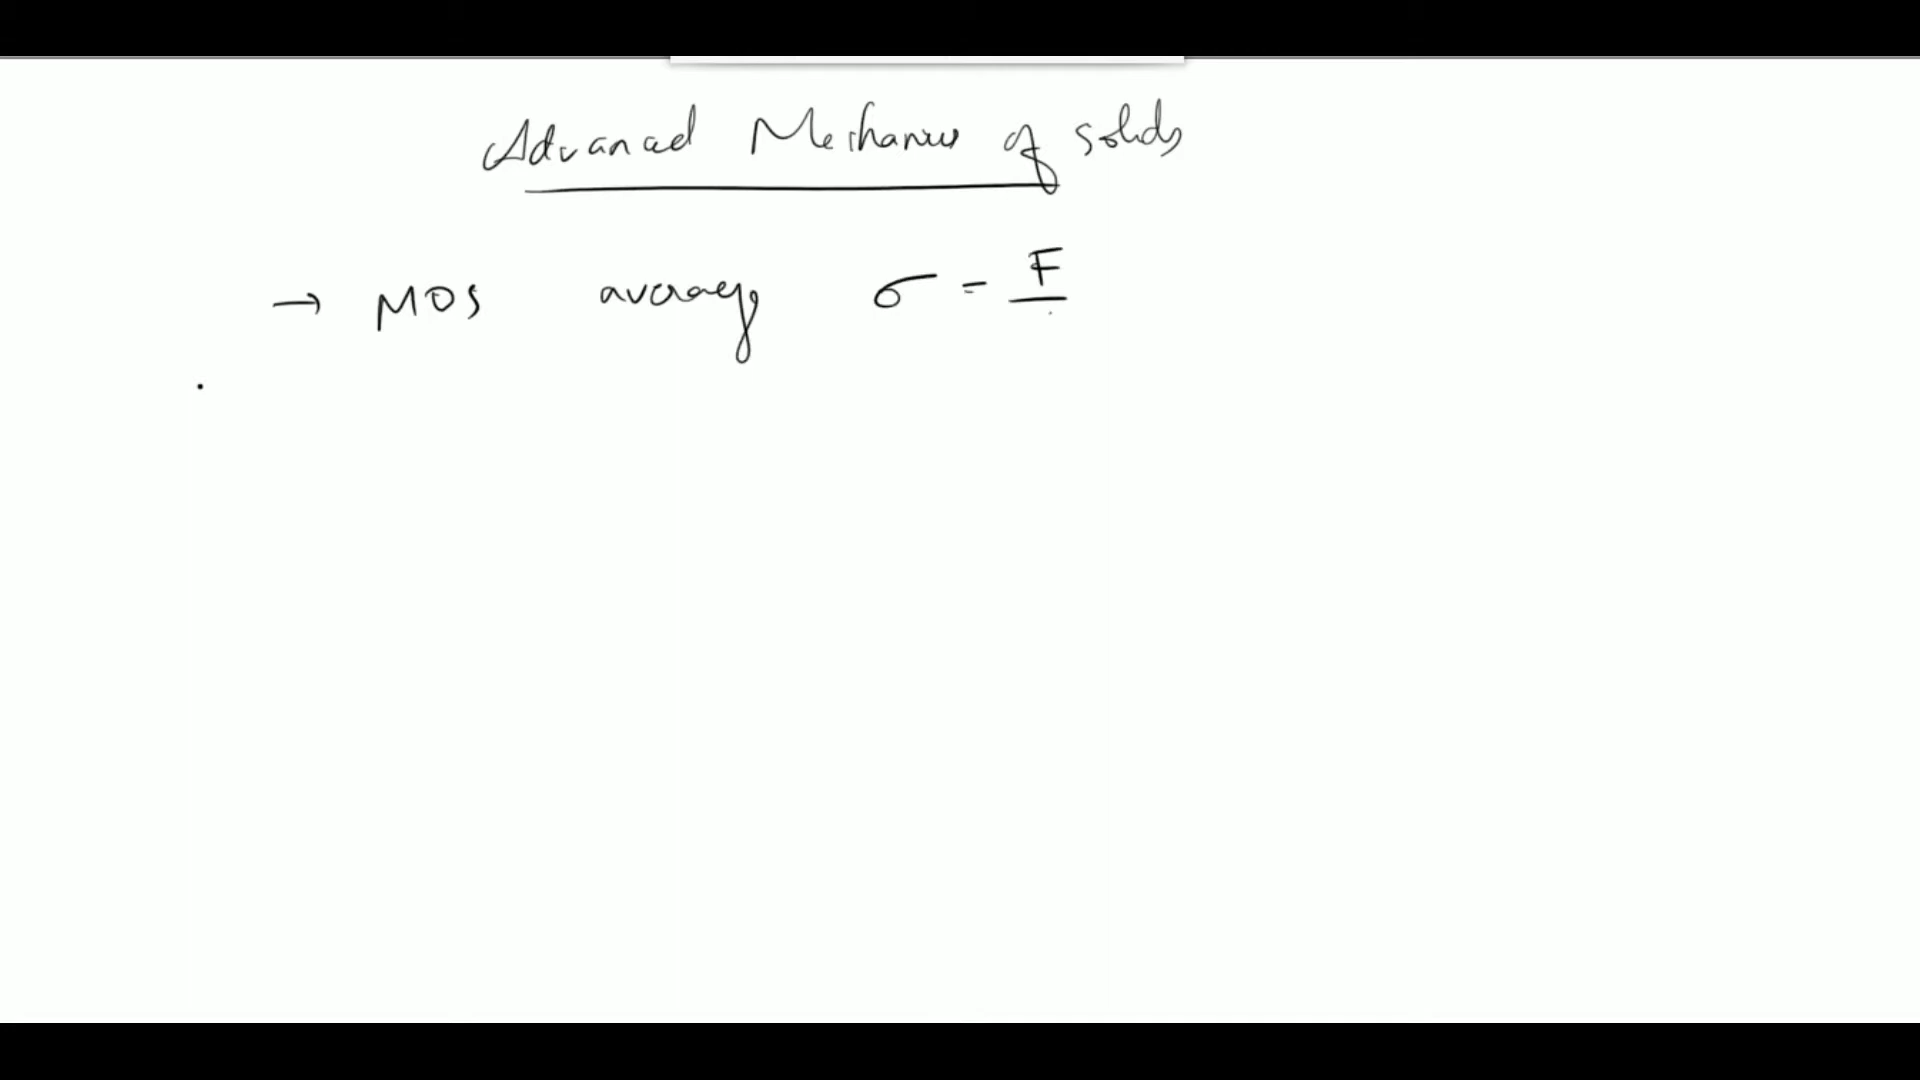 Advanced Mechanics of solids
→ MOS average σ = F